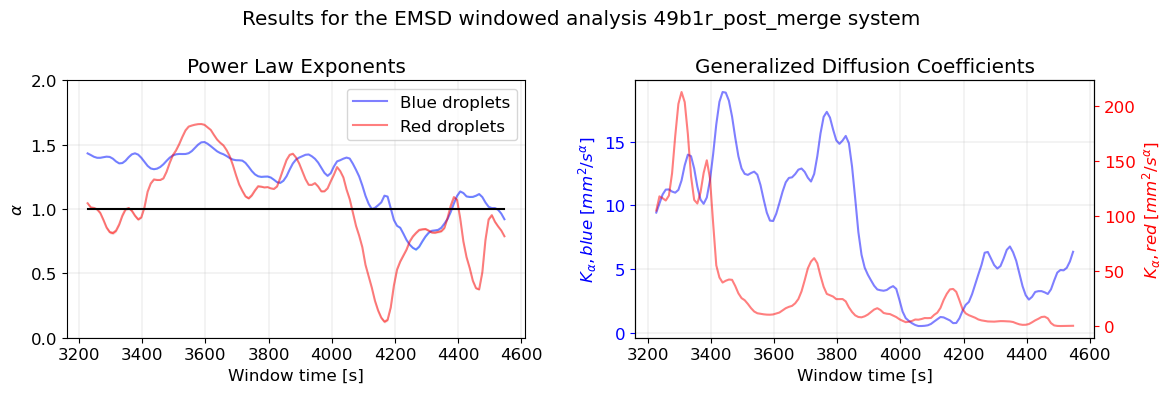 Results for the EMSD windowed analysis 49b1r_post_merge system
Power Law Exponents
2.0
1.5
1.0
0.5
0.0
α
Blue droplets
Red droplets
3200 3400 3600 3800 4000 4200 4400 4600
Window time [s]
Generalized Diffusion Coefficients
15
10
5
0
Kα, blue [mm²/s^α]
200
150
100
50
0
Kα, red [mm²/s^α]
3200 3400 3600 3800 4000 4200 4400 4600
Window time [s]